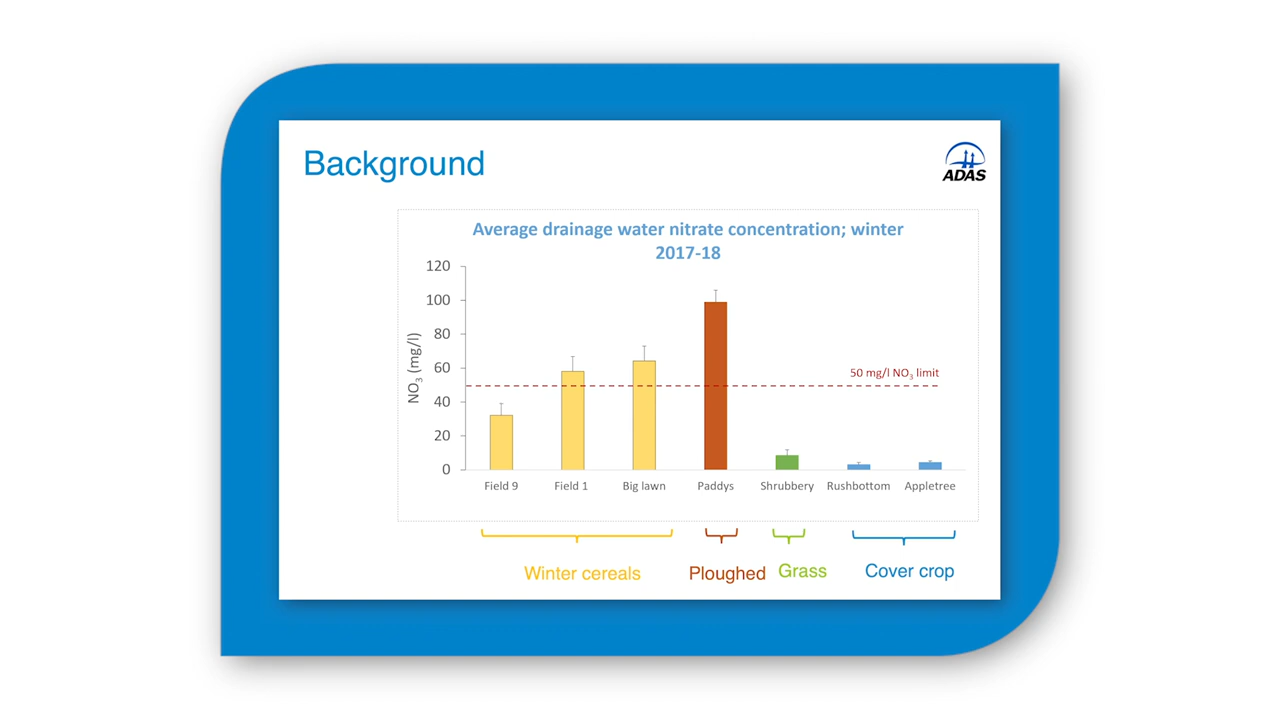 Background
ADAS
Average drainage water nitrate concentration; winter
2017-18
120
100
80
60
40
20
0
NO3 (mg/l)
50 mg/l NO3 limit
Field 9
Field 1
Big lawn
Paddys
Shrubbery
Rushbottom
Appletree
Winter cereals
Ploughed
Grass
Cover crop